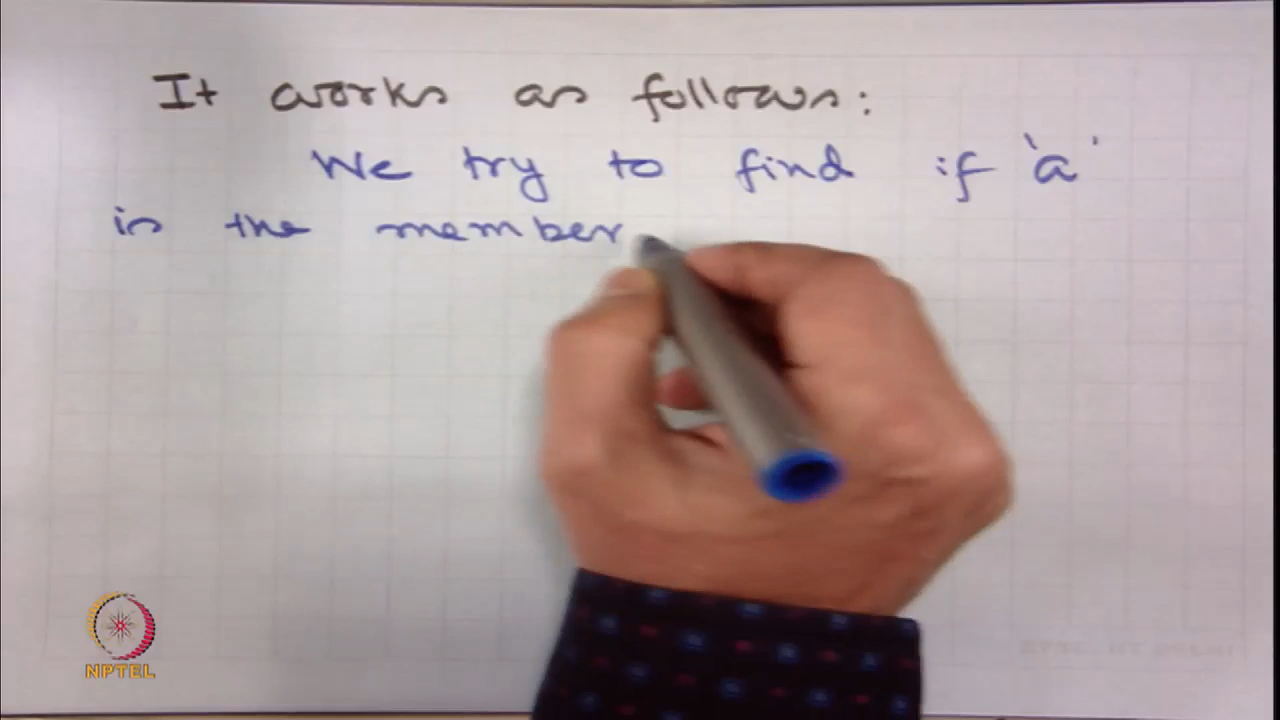 It works as follows:
We try to find if 'a'
is the member
NPTEL